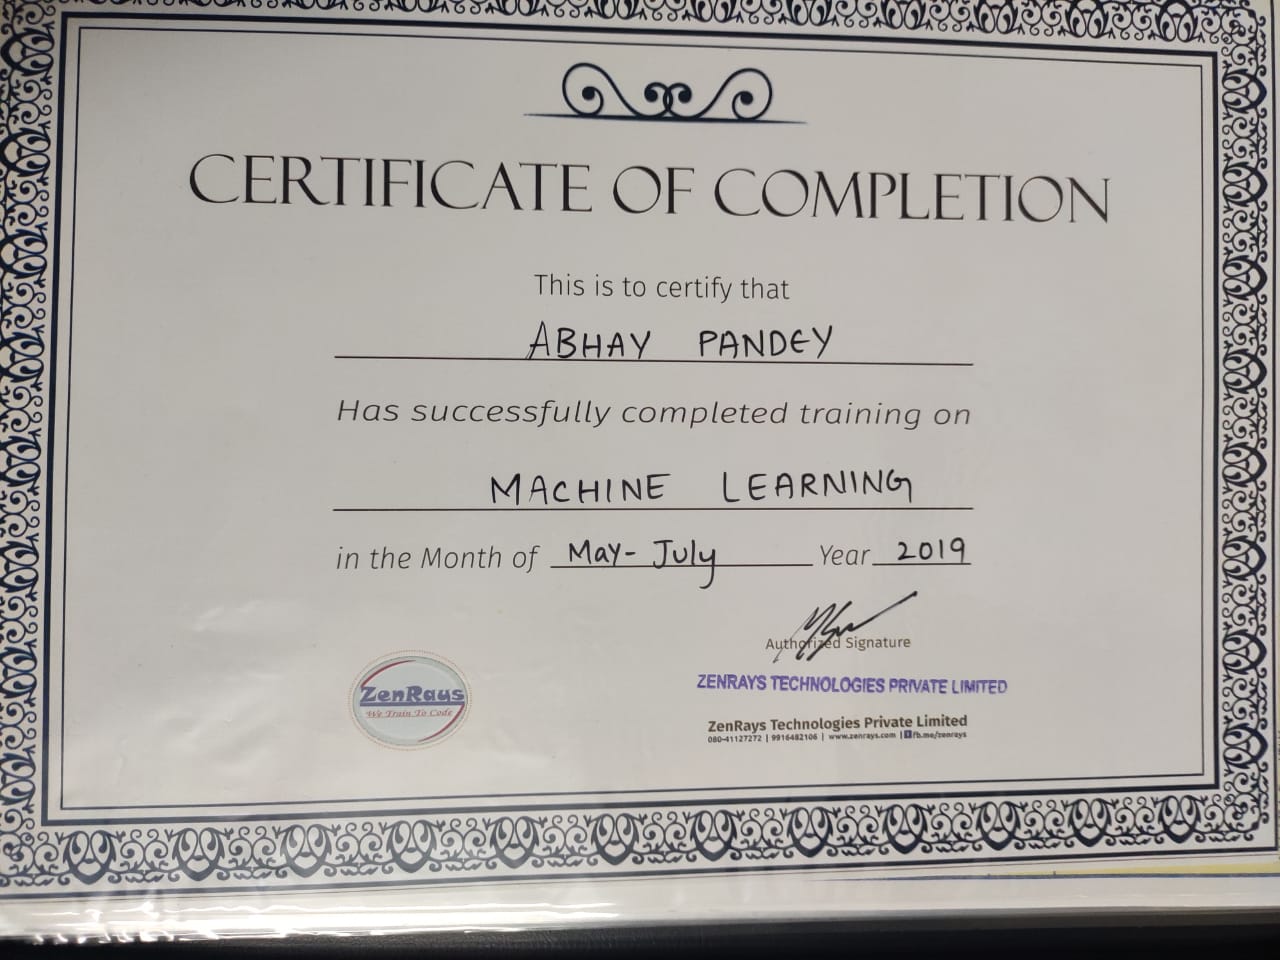 CERTIFICATE OF COMPLETION
This is to certify that
ABHAY PANDEY
Has successfully completed training on
MACHINE LEARNING
in the Month of May- July Year 2019
Authorized Signature
ZENRAYS TECHNOLOGIES PRIVATE LIMITED
ZenRays
We Train To Code
ZenRays Technologies Private Limited
080-41127272 | 9916482106 | www.zenrays.com | fb.me/zenrays